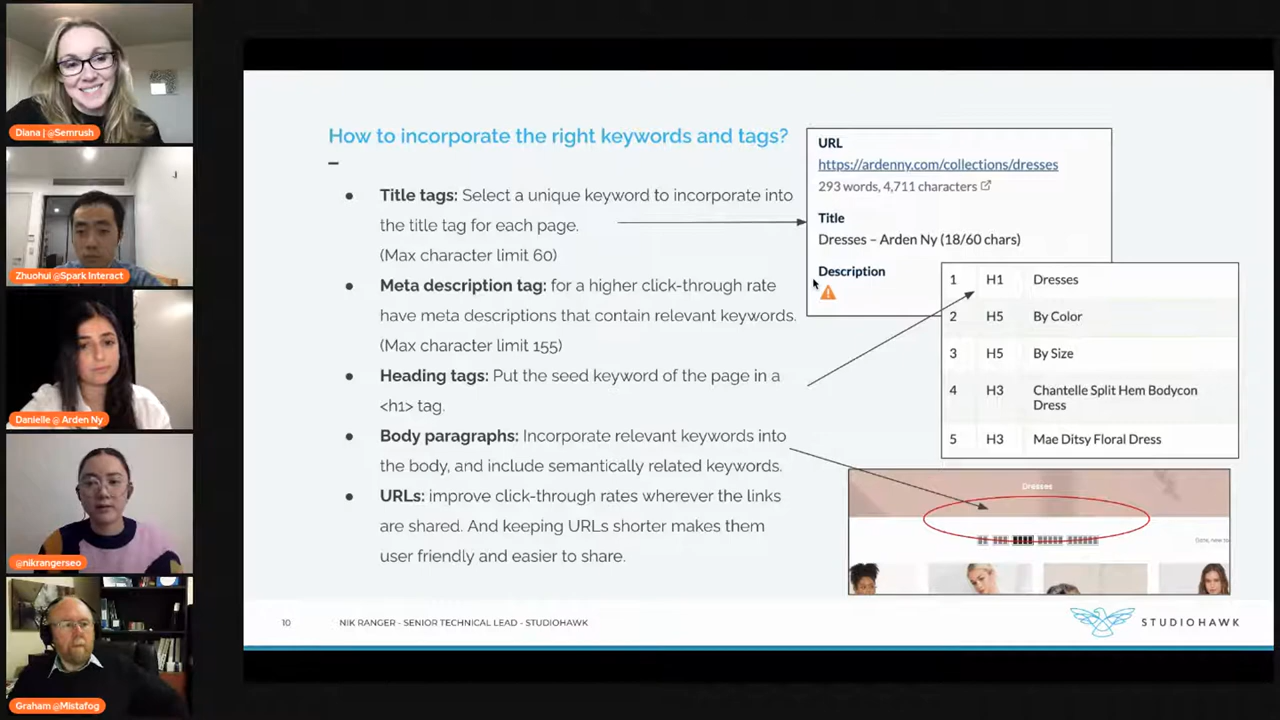 Diana | @Semrush
Zhuohui @Spark Interact
Danielle @ Arden Ny
@nikrangerseo
Graham @Mistafog
How to incorporate the right keywords and tags?
● Title tags: Select a unique keyword to incorporate into
the title tag for each page.
(Max character limit 60)
● Meta description tag: for a higher click-through rate
have meta descriptions that contain relevant keywords.
(Max character limit 155)
● Heading tags: Put the seed keyword of the page in a
<h1> tag.
● Body paragraphs: Incorporate relevant keywords into
the body, and include semantically related keywords.
● URLs: improve click-through rates wherever the links
are shared. And keeping URLs shorter makes them
user friendly and easier to share.
URL
https://ardenny.com/collections/dresses
293 words, 4,711 characters
Title
Dresses – Arden Ny (18/60 chars)
Description
1 H1 Dresses
2 H5 By Color
3 H5 By Size
4 H3 Chantelle Split Hem Bodycon
Dress
5 H3 Mae Ditsy Floral Dress
Dresses
10 NIK RANGER - SENIOR TECHNICAL LEAD - STUDIOHAWK
STUDIOHAWK